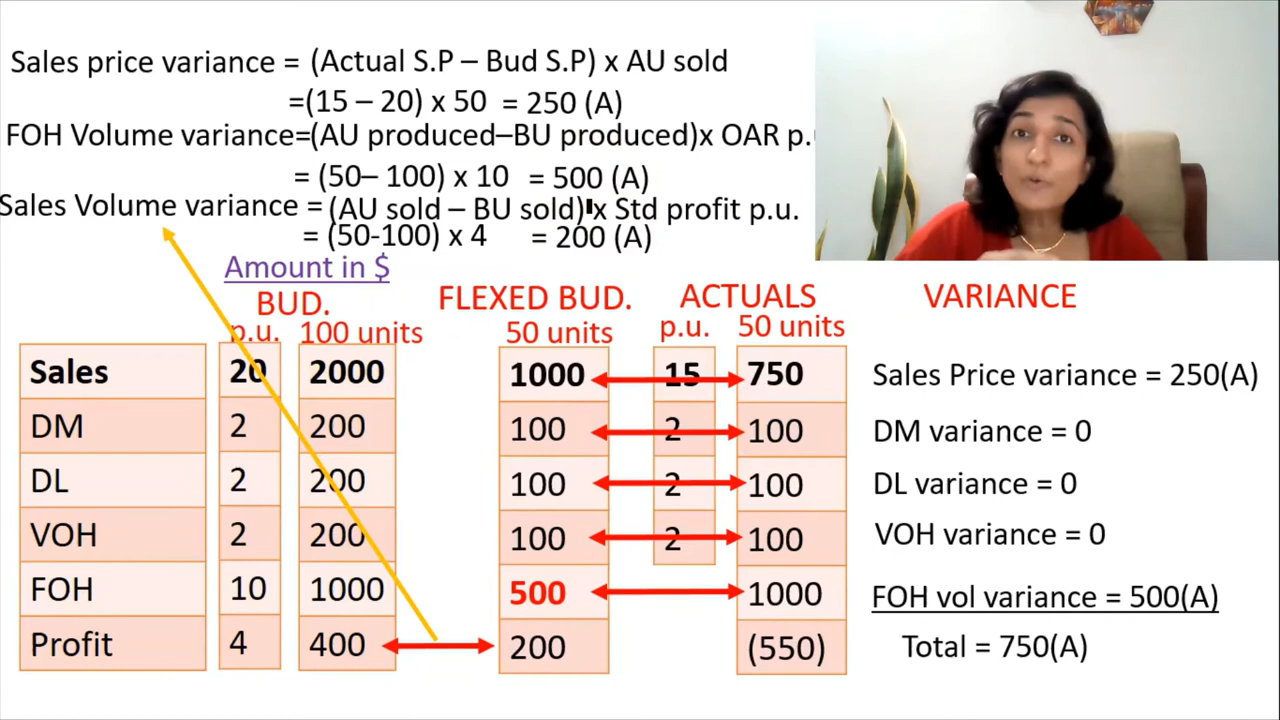 Sales price variance = (Actual S.P – Bud S.P) x AU sold
=(15 – 20) x 50 = 250 (A)
FOH Volume variance=(AU produced–BU produced)x OAR p.
= (50– 100) x 10 = 500 (A)
Sales Volume variance = (AU sold – BU sold) x Std profit p.u.
= (50-100) x 4 = 200 (A)
Amount in $
BUD. FLEXED BUD. ACTUALS VARIANCE
p.u. 100 units 50 units p.u. 50 units
Sales 20 2000 1000 15 750 Sales Price variance = 250(A)
DM 2 200 100 2 100 DM variance = 0
DL 2 200 100 2 100 DL variance = 0
VOH 2 200 100 2 100 VOH variance = 0
FOH 10 1000 500 1000 FOH vol variance = 500(A)
Profit 4 400 200 (550) Total = 750(A)